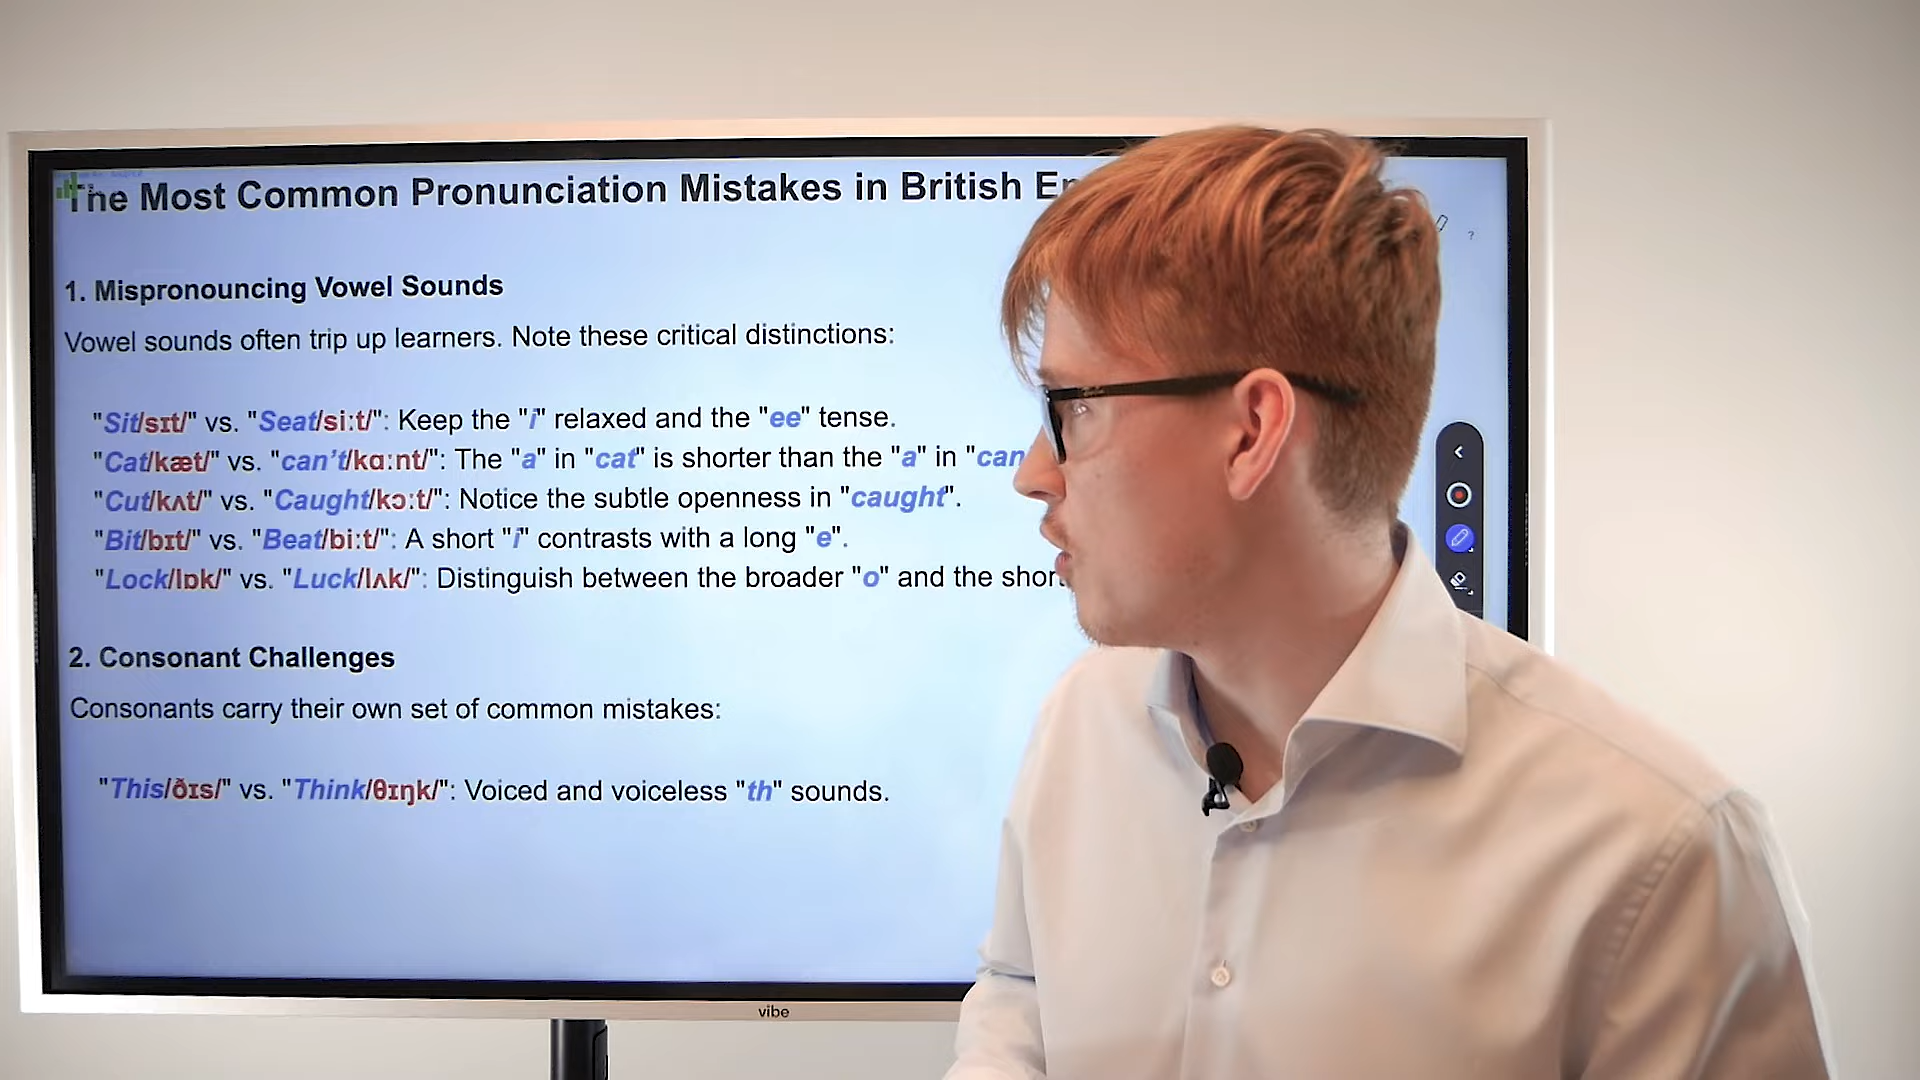 The Most Common Pronunciation Mistakes in British
1. Mispronouncing Vowel Sounds
Vowel sounds often trip up learners. Note these critical distinctions:
"Sit/sɪt/" vs. "Seat/siːt/": Keep the "i" relaxed and the "ee" tense.
"Cat/kæt/" vs. "can’t/kɑːnt/": The "a" in "cat" is shorter than the "a" in "can
"Cut/kʌt/" vs. "Caught/kɔːt/": Notice the subtle openness in "caught".
"Bit/bɪt/" vs. "Beat/biːt/": A short "i" contrasts with a long "e".
"Lock/lɒk/" vs. "Luck/lʌk/": Distinguish between the broader "o" and the short
2. Consonant Challenges
Consonants carry their own set of common mistakes:
"This/ðɪs/" vs. "Think/θɪŋk/": Voiced and voiceless "th" sounds.
vibe